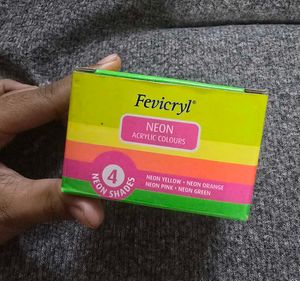 Fevicryl®
NEON
ACRYLIC COLOURS
4
NEON SHADES
NEON YELLOW • NEON ORANGE
NEON PINK • NEON GREEN